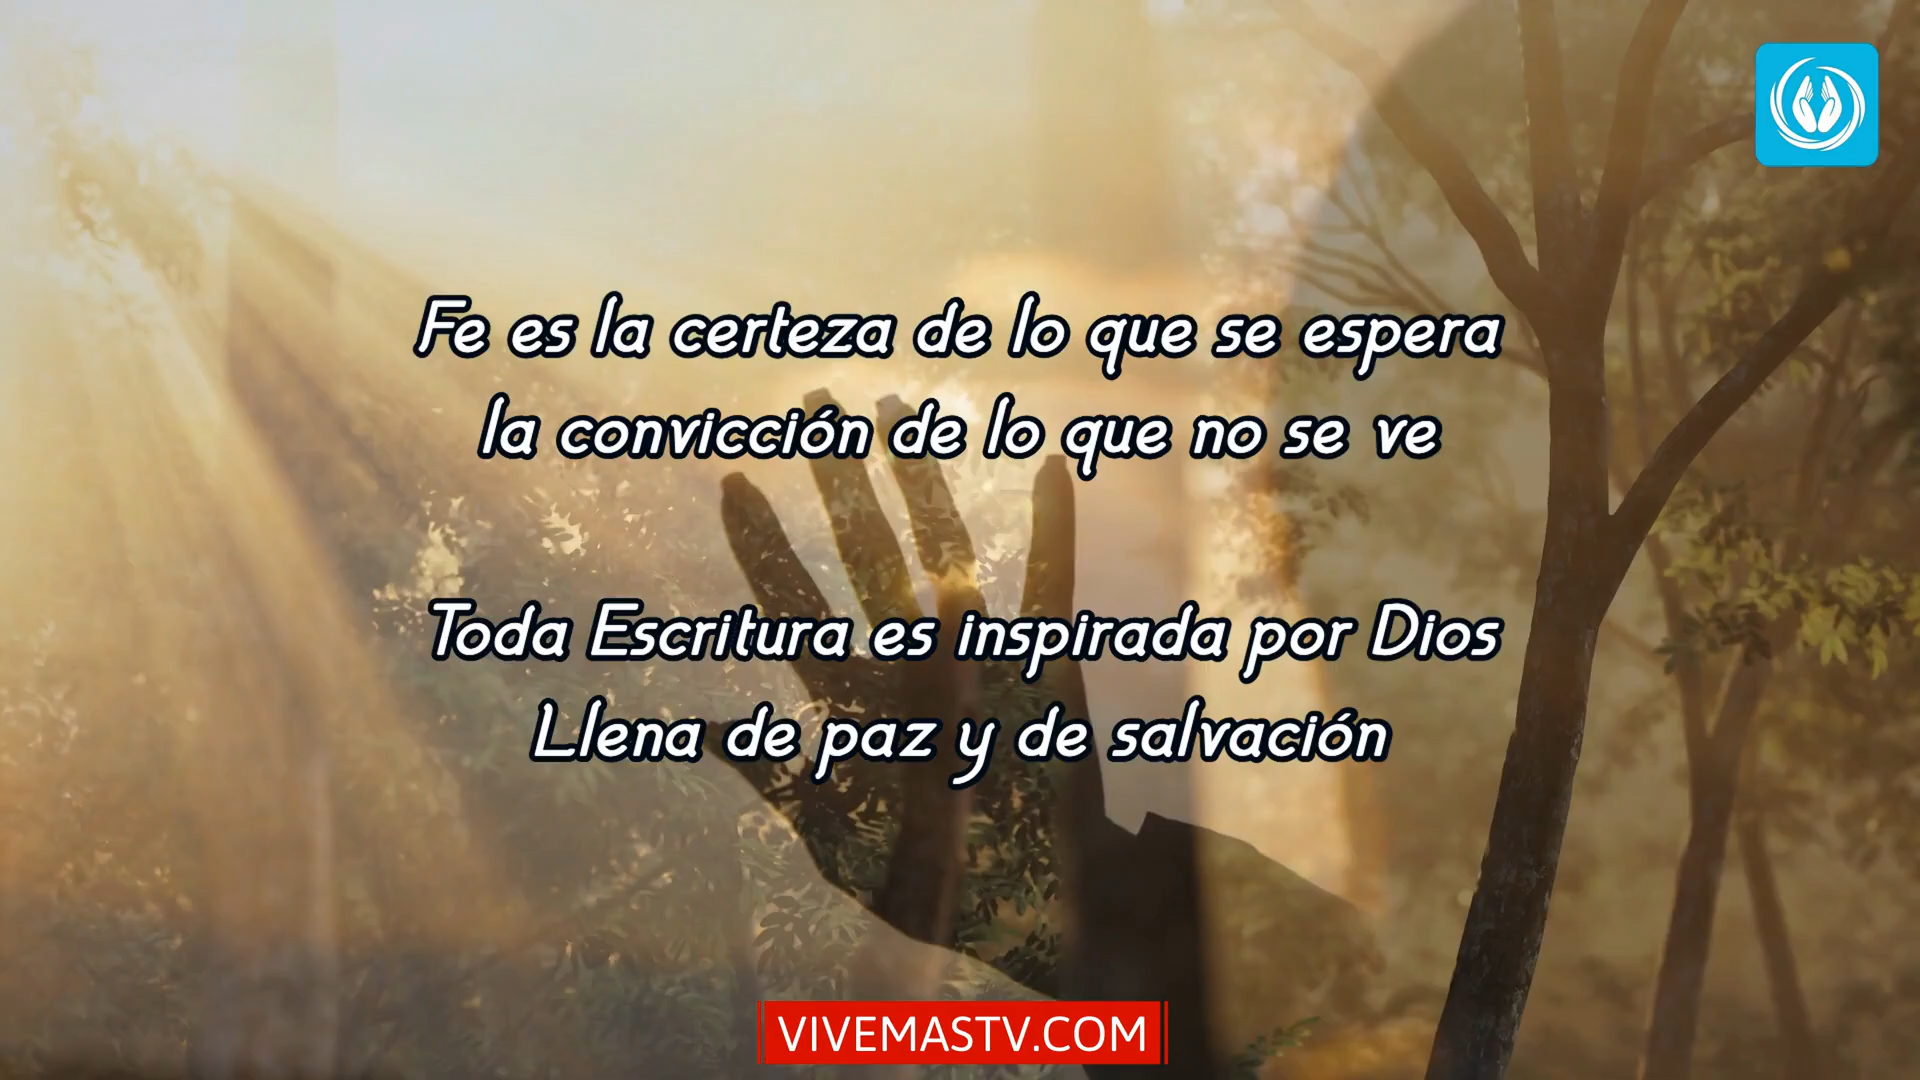 Fe es la certeza de lo que se espera
la convicción de lo que no se ve
Toda Escritura es inspirada por Dios
Llena de paz y de salvación
VIVEMASTV.COM